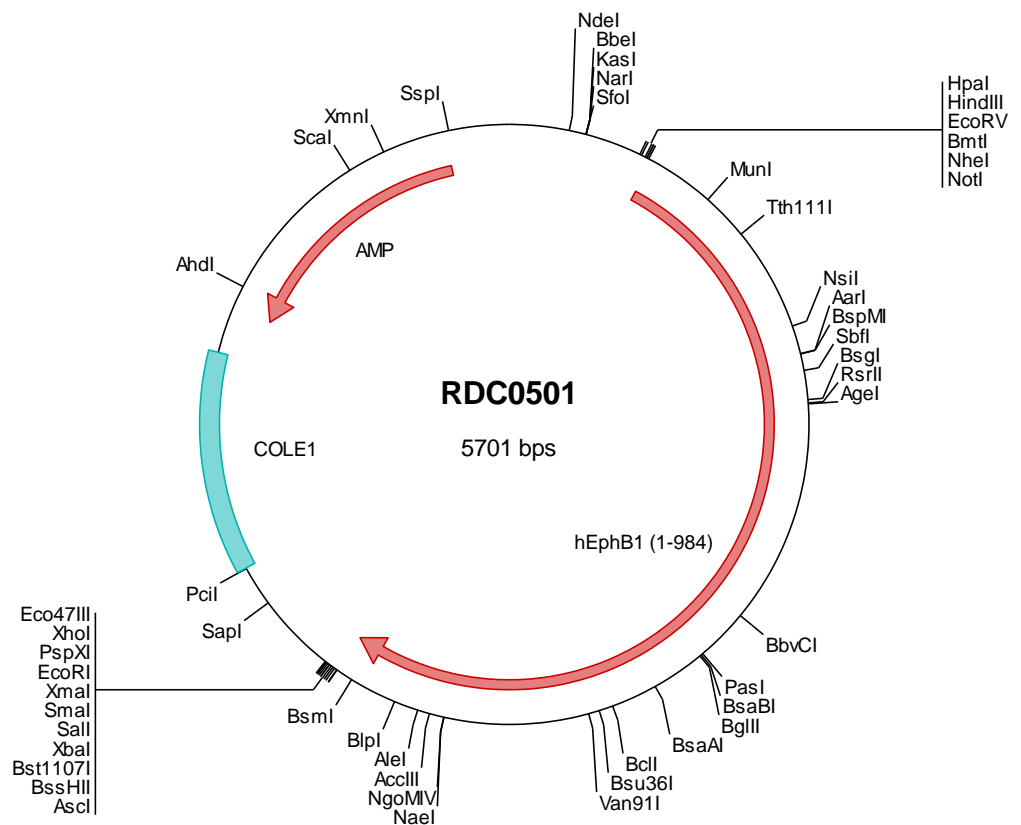 NdeI
BbeI
KasI
NarI
SfoI
HpaI
HindIII
EcoRV
BmtI
NheI
NotI
SspI
XmnI
ScaI
MunI
Tth111I
AMP
AhdI
NsiI
AarI
BspMI
SbfI
BsgI
RsrII
AgeI
RDC0501
5701 bps
COLE1
hEphB1 (1-984)
PciI
SapI
Eco47III
XhoI
PspXI
EcoRI
XmaI
SmaI
SalI
XbaI
Bst1107I
BssHII
AscI
BbvCI
PasI
BsaBI
BglII
BsaAI
BclI
Bsu36I
Van91I
BsmI
BlpI
AleI
AccIII
NgoMIV
NaeI